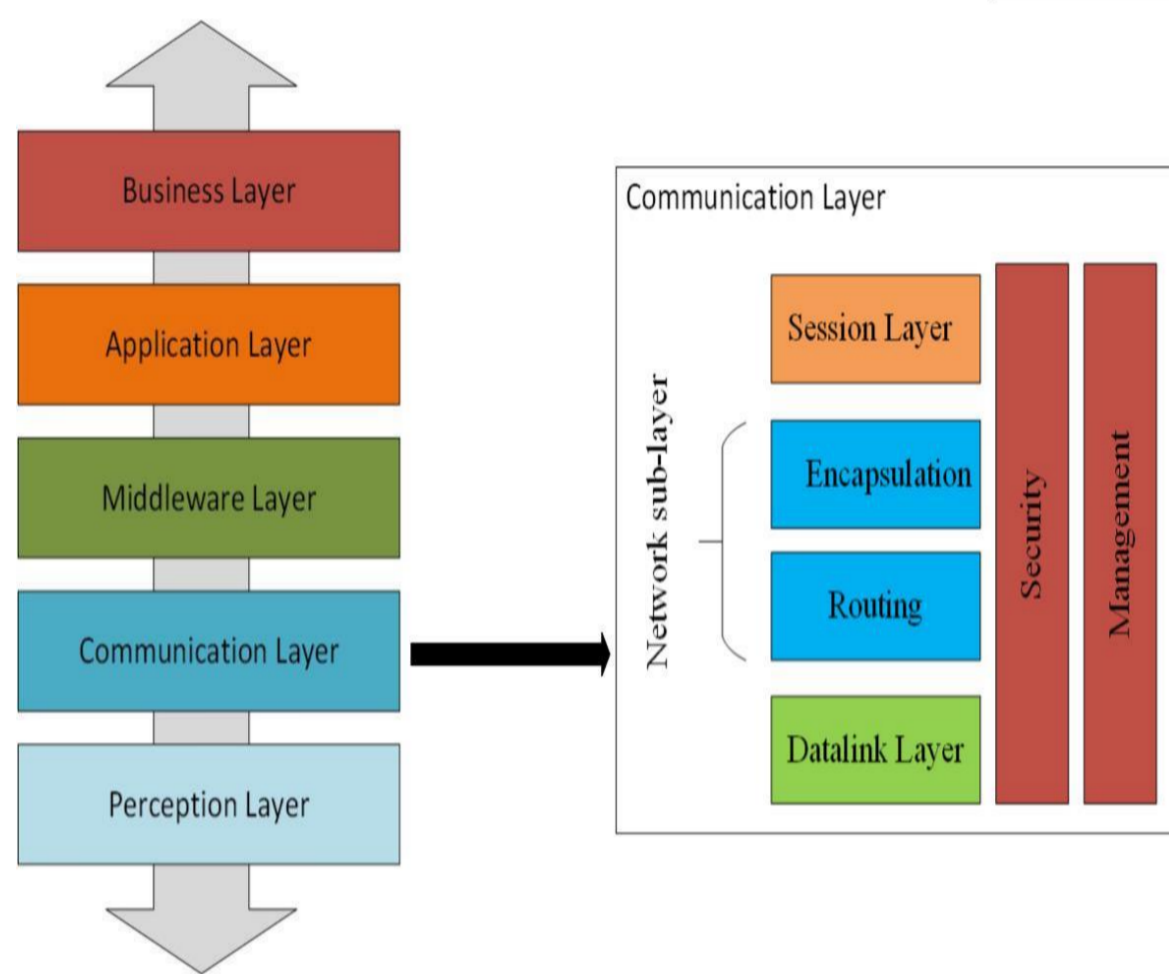 Business Layer
Application Layer
Middleware Layer
Communication Layer
Perception Layer
Communication Layer
Network sub-layer
Session Layer
Encapsulation
Routing
Datalink Layer
Security
Management